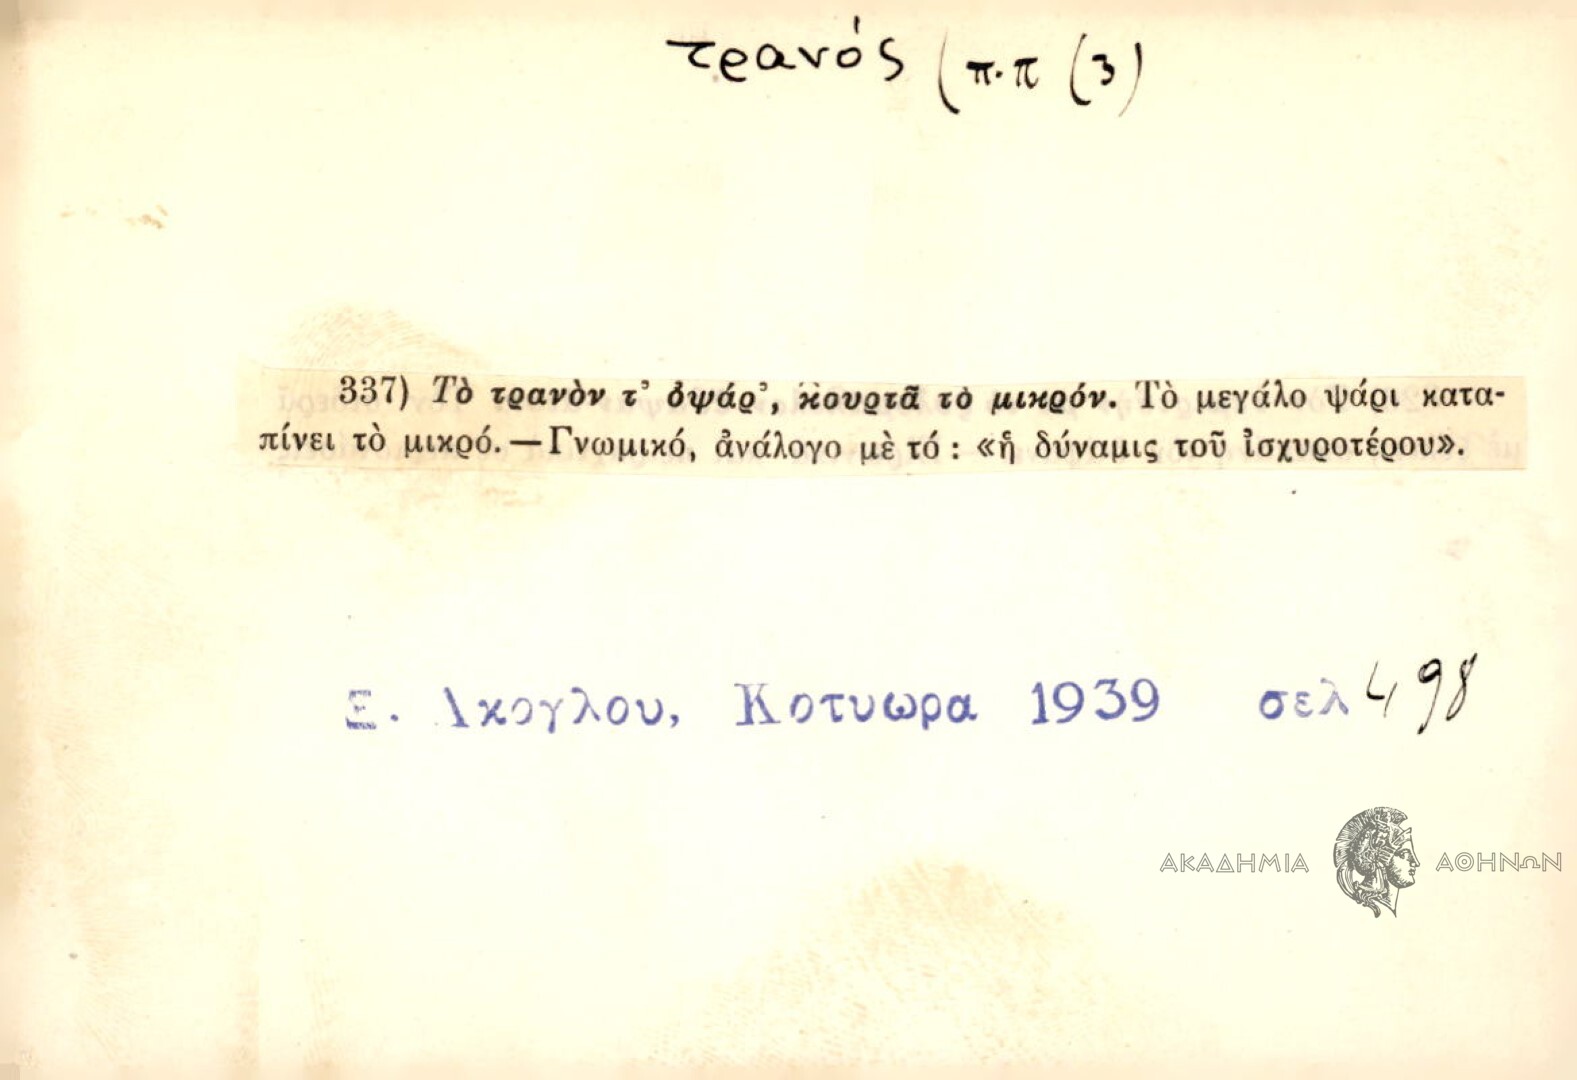 τρανός (π.π (3)
337) Τὸ τρανὸν τ' ὀψάρ', κουρτᾶ τὸ μικρόν. Τὸ μεγάλο ψάρι κατα-
πίνει τὸ μικρό. — Γνωμικό, ἀνάλογο μὲ τό : «ἡ δύναμις τοῦ ἰσχυροτέρου».
Ξ. Ακογλου, Κοτυωρα 1939 σελ 498
ΑΚΑΔΗΜΙΑ ΑΘΗΝΩΝ